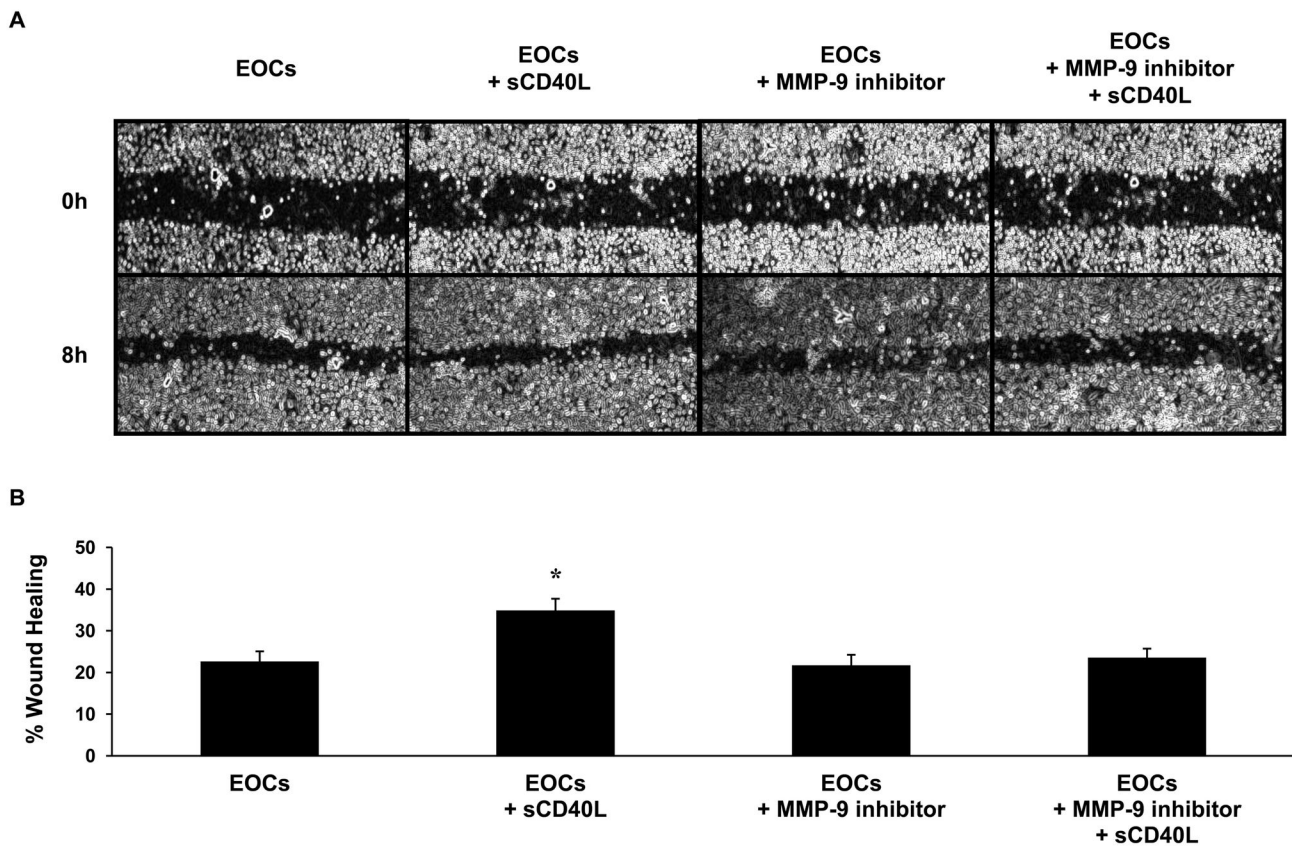 A
EOCs
EOCs
+ sCD40L
EOCs
+ MMP-9 inhibitor
EOCs
+ MMP-9 inhibitor
+ sCD40L
0h
8h
B
% Wound Healing
50
40
30
20
10
0
*
EOCs
EOCs
+ sCD40L
EOCs
+ MMP-9 inhibitor
EOCs
+ MMP-9 inhibitor
+ sCD40L